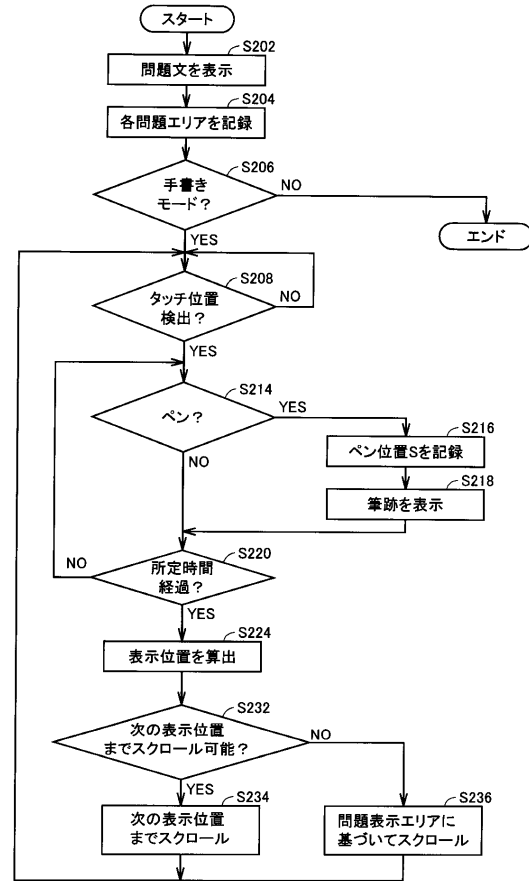 スタート
S202
問題文を表示
S204
各問題エリアを記録
S206
手書き
モード？
NO
エンド
YES
S208
タッチ位置
検出？
NO
YES
S214
ペン？
YES
S216
ペン位置Sを記録
NO
S218
筆跡を表示
S220
所定時間
経過？
NO
YES
S224
表示位置を算出
S232
次の表示位置
までスクロール可能？
NO
YES
S234
次の表示位置
までスクロール
S236
問題表示エリアに
基づいてスクロール